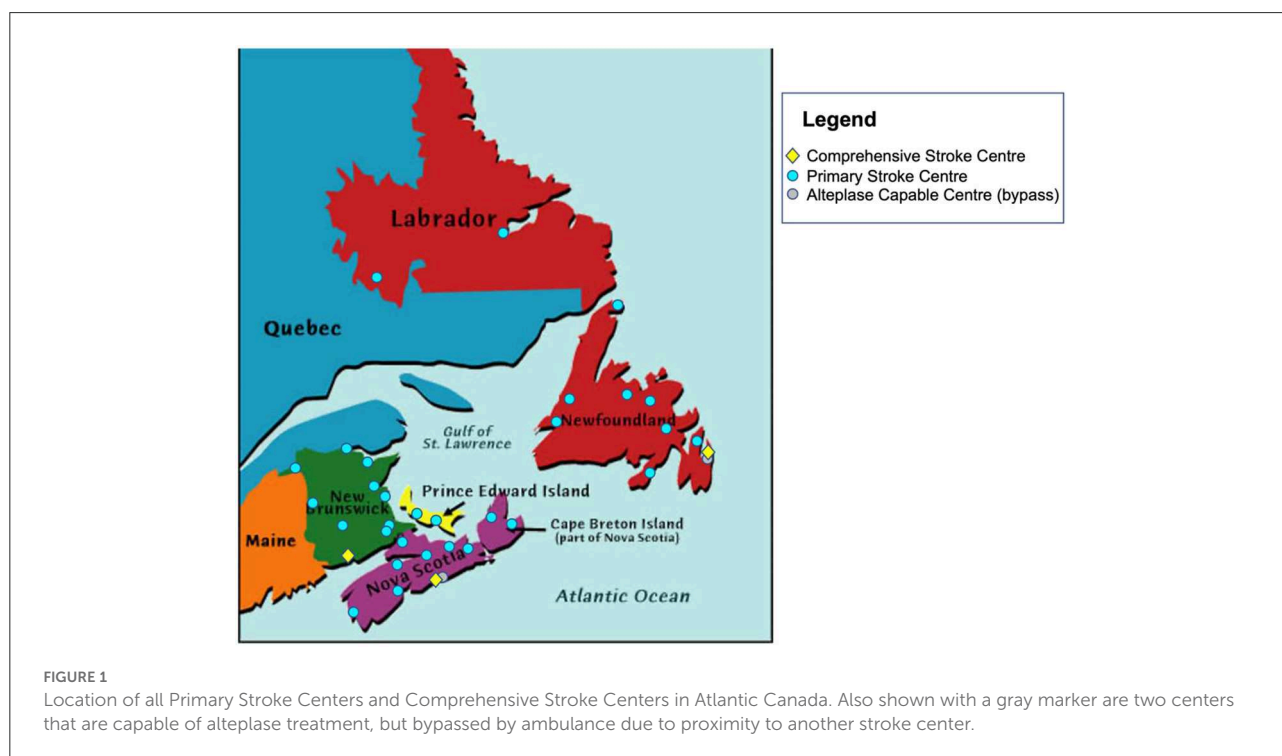 Labrador
Quebec
Newfoundland
Gulf of
St. Lawrence
Prince Edward Island
New
Brunswick
Cape Breton Island
(part of Nova Scotia)
Maine
Nova Scotia
Atlantic Ocean
Legend
Comprehensive Stroke Centre
Primary Stroke Centre
Alteplase Capable Centre (bypass)
FIGURE 1
Location of all Primary Stroke Centers and Comprehensive Stroke Centers in Atlantic Canada. Also shown with a gray marker are two centers
that are capable of alteplase treatment, but bypassed by ambulance due to proximity to another stroke center.